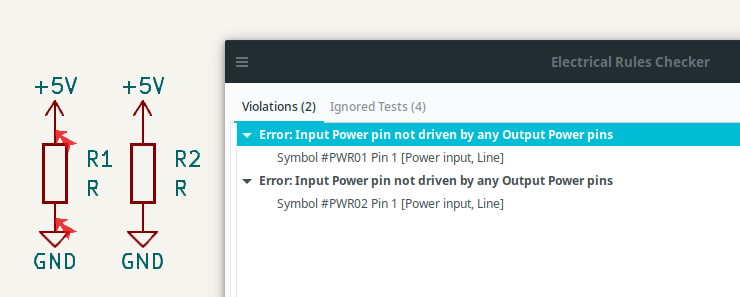 +5V +5V
R1 R2
R R
GND GND
Electrical Rules Checker
Violations (2) Ignored Tests (4)
Error: Input Power pin not driven by any Output Power pins
Symbol #PWR01 Pin 1 [Power input, Line]
Error: Input Power pin not driven by any Output Power pins
Symbol #PWR02 Pin 1 [Power input, Line]